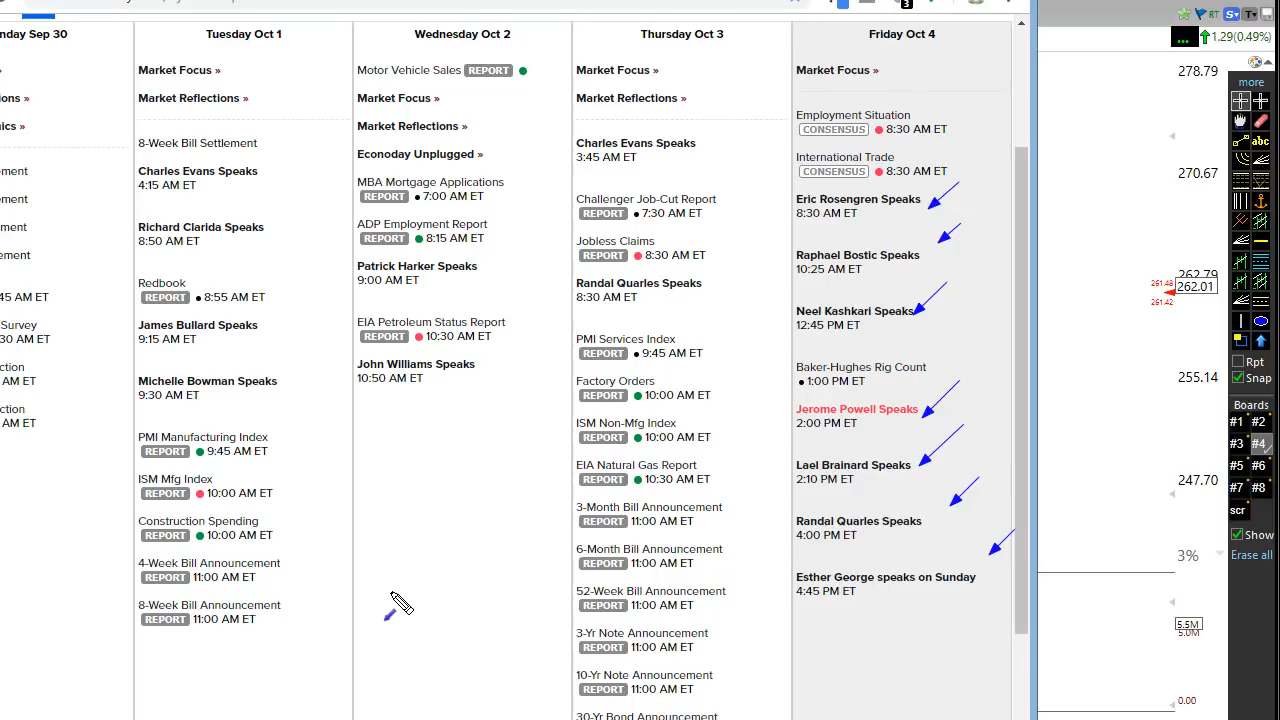 3
nday Sep 30
»
ions »
ics »
ement
ement
ment
ement
45 AM ET
Survey
30 AM ET
ction
AM ET
ction
AM ET
Tuesday Oct 1
Market Focus »
Market Reflections »
8-Week Bill Settlement
Charles Evans Speaks
4:15 AM ET
Richard Clarida Speaks
8:50 AM ET
Redbook
REPORT 8:55 AM ET
James Bullard Speaks
9:15 AM ET
Michelle Bowman Speaks
9:30 AM ET
PMI Manufacturing Index
REPORT 9:45 AM ET
ISM Mfg Index
REPORT 10:00 AM ET
Construction Spending
REPORT 10:00 AM ET
4-Week Bill Announcement
REPORT 11:00 AM ET
8-Week Bill Announcement
REPORT 11:00 AM ET
Wednesday Oct 2
Motor Vehicle Sales REPORT
Market Focus »
Market Reflections »
Econoday Unplugged »
MBA Mortgage Applications
REPORT 7:00 AM ET
ADP Employment Report
REPORT 8:15 AM ET
Patrick Harker Speaks
9:00 AM ET
EIA Petroleum Status Report
REPORT 10:30 AM ET
John Williams Speaks
10:50 AM ET
Thursday Oct 3
Market Focus »
Market Reflections »
Charles Evans Speaks
3:45 AM ET
Challenger Job-Cut Report
REPORT 7:30 AM ET
Jobless Claims
REPORT 8:30 AM ET
Randal Quarles Speaks
8:30 AM ET
PMI Services Index
REPORT 9:45 AM ET
Factory Orders
REPORT 10:00 AM ET
ISM Non-Mfg Index
REPORT 10:00 AM ET
EIA Natural Gas Report
REPORT 10:30 AM ET
3-Month Bill Announcement
REPORT 11:00 AM ET
6-Month Bill Announcement
REPORT 11:00 AM ET
52-Week Bill Announcement
REPORT 11:00 AM ET
3-Yr Note Announcement
REPORT 11:00 AM ET
10-Yr Note Announcement
REPORT 11:00 AM ET
30-Yr Bond Announcement
Friday Oct 4
Market Focus »
Employment Situation
CONSENSUS 8:30 AM ET
International Trade
CONSENSUS 8:30 AM ET
Eric Rosengren Speaks
8:30 AM ET
Raphael Bostic Speaks
10:25 AM ET
Neel Kashkari Speaks
12:45 PM ET
Baker-Hughes Rig Count
1:00 PM ET
Jerome Powell Speaks
2:00 PM ET
Lael Brainard Speaks
2:10 PM ET
Randal Quarles Speaks
4:00 PM ET
Esther George speaks on Sunday
4:45 PM ET
RT S T
... 1.29(0.49%)
278.79
270.67
262.79
261.48
262.01
261.42
255.14
247.70
3%
5.5M
5.0M
0.00
more
abc
Rpt
Snap
Boards
#1 #2
#3 #4
#5 #6
#7 #8
scr
Show
Erase all